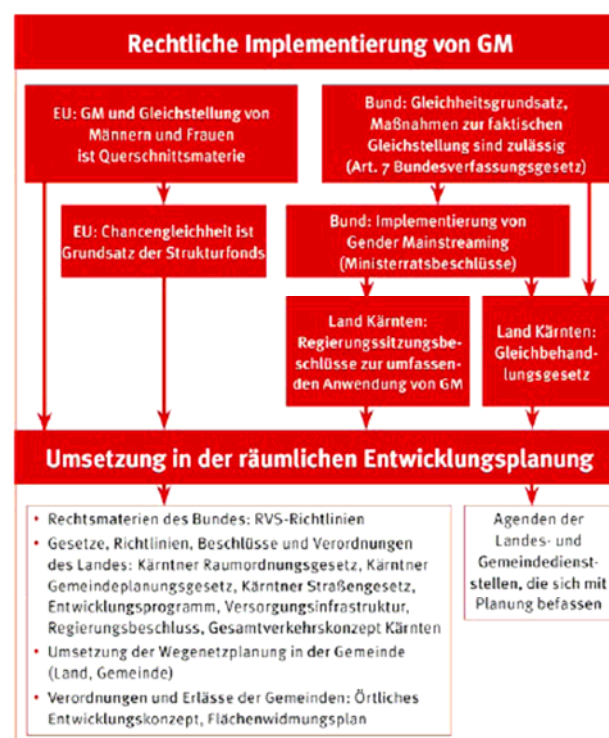 Rechtliche Implementierung von GM
EU: GM und Gleichstellung von
Männern und Frauen
ist Querschnittsmaterie
Bund: Gleichheitsgrundsatz,
Maßnahmen zur faktischen
Gleichstellung sind zulässig
(Art. 7 Bundesverfassungsgesetz)
EU: Chancengleichheit ist
Grundsatz der Strukturfonds
Bund: Implementierung von
Gender Mainstreaming
(Ministerratsbeschlüsse)
Land Kärnten:
Regierungssitzungsbe-
schlüsse zur umfassen-
den Anwendung von GM
Land Kärnten:
Gleichbehand-
lungsgesetz
Umsetzung in der räumlichen Entwicklungsplanung
• Rechtsmaterien des Bundes: RVS-Richtlinien
• Gesetze, Richtlinien, Beschlüsse und Verordnungen
des Landes: Kärntner Raumordnungsgesetz, Kärntner
Gemeindeplanungsgesetz, Kärntner Straßengesetz,
Entwicklungsprogramm, Versorgungsinfrastruktur,
Regierungsbeschluss, Gesamtverkehrskonzept Kärnten
• Umsetzung der Wegenetzplanung in der Gemeinde
(Land, Gemeinde)
• Verordnungen und Erlässe der Gemeinden: Örtliches
Entwicklungskonzept, Flächenwidmungsplan
Agenden der
Landes- und
Gemeindedienst-
stellen, die sich mit
Planung befassen